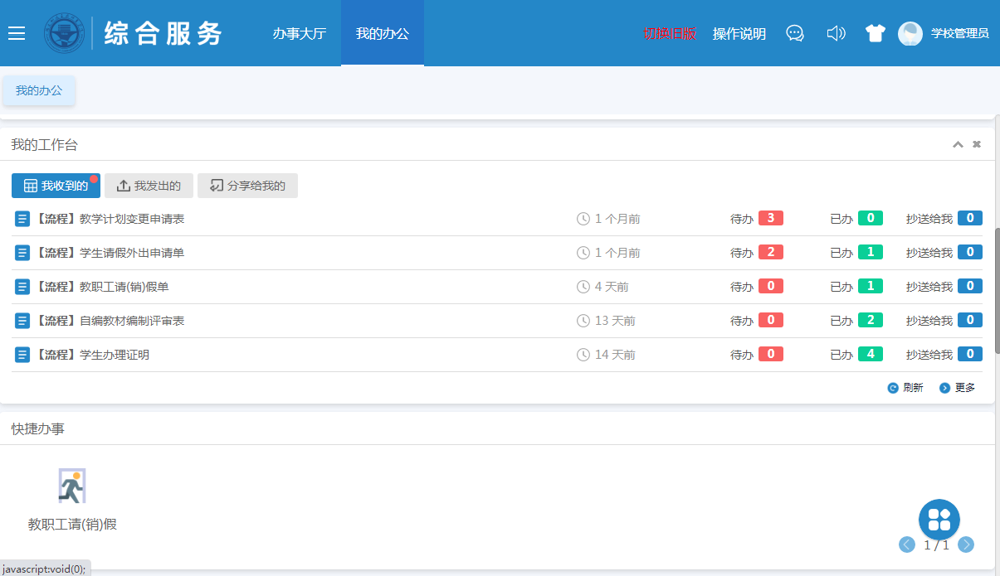 综合服务 办事大厅 我的办公 切换旧版 操作说明 学校管理员
我的办公
我的工作台
我收到的 我发出的 分享给我的
【流程】教学计划变更申请表 1 个月前 待办 3 已办 0 抄送给我 0
【流程】学生请假外出申请单 1 个月前 待办 2 已办 1 抄送给我 0
【流程】教职工请(销)假单 4 天前 待办 0 已办 1 抄送给我 0
【流程】自编教材编制评审表 13 天前 待办 0 已办 2 抄送给我 0
【流程】学生办理证明 14 天前 待办 0 已办 4 抄送给我 0
刷新 更多
快捷办事
教职工请(销)假
1 / 1
javascript:void(0);